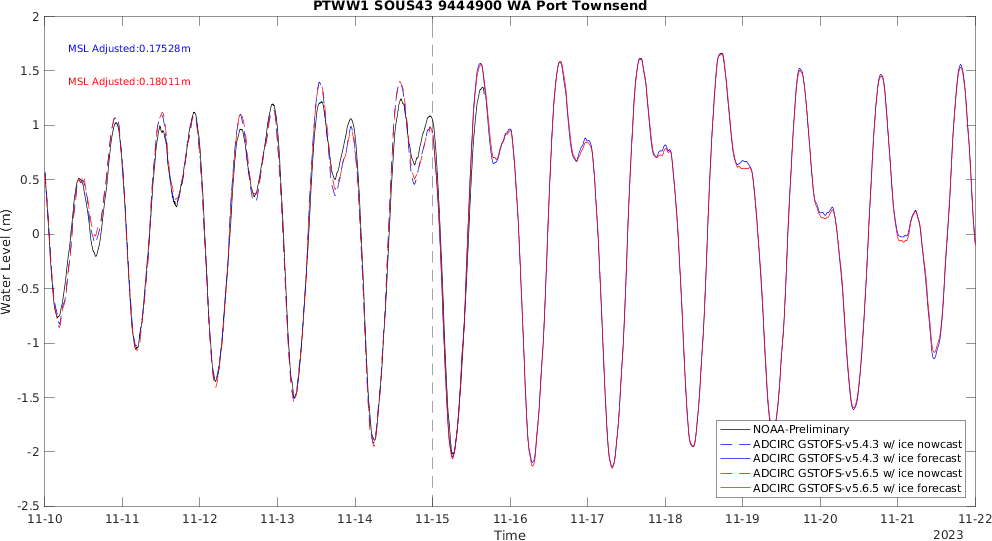 PTWW1 SOUS43 9444900 WA Port Townsend
2
1.5
1
0.5
0
-0.5
-1
-1.5
-2
-2.5
Water Level (m)
MSL Adjusted:0.17528m
MSL Adjusted:0.18011m
NOAA-Preliminary
ADCIRC GSTOFS-v5.4.3 w/ ice nowcast
ADCIRC GSTOFS-v5.4.3 w/ ice forecast
ADCIRC GSTOFS-v5.6.5 w/ ice nowcast
ADCIRC GSTOFS-v5.6.5 w/ ice forecast
11-10 11-11 11-12 11-13 11-14 11-15 11-16 11-17 11-18 11-19 11-20 11-21 11-22
Time
2023